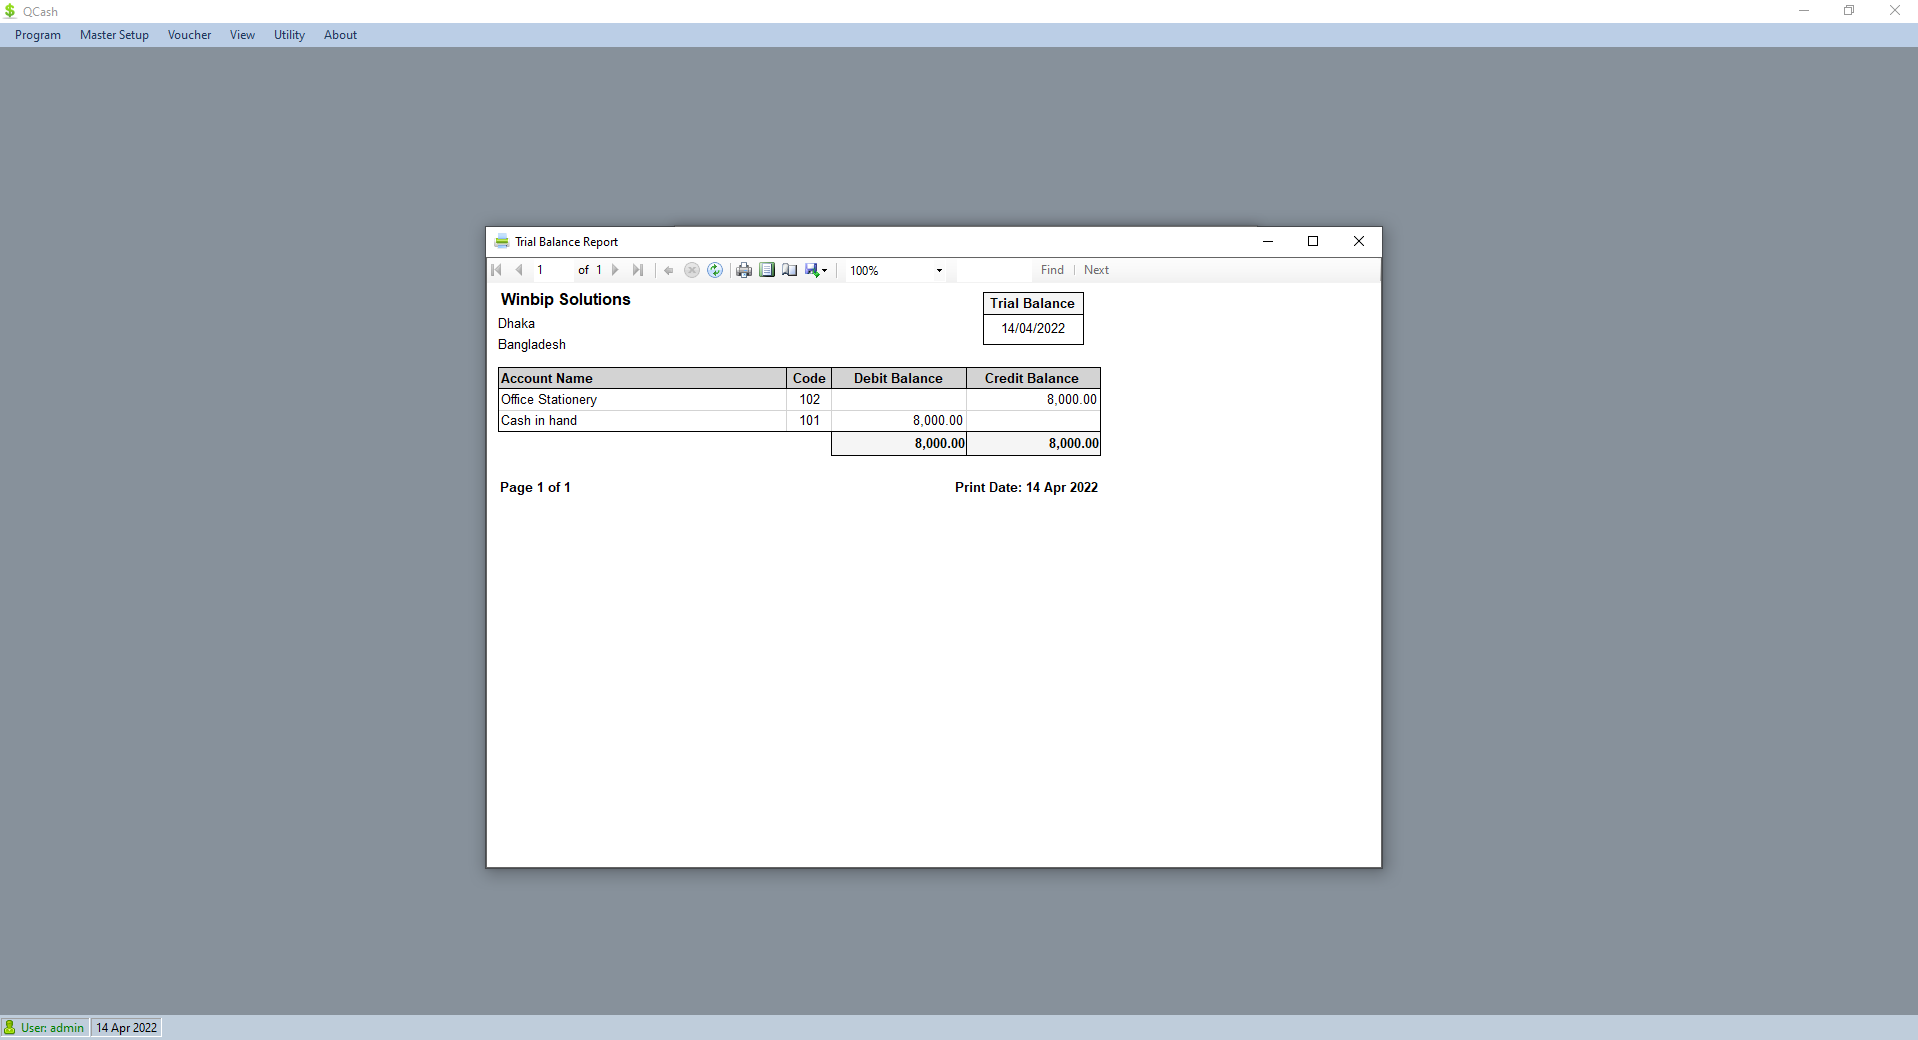 QCash
Program Master Setup Voucher View Utility About
Trial Balance Report
1 of 1 100% Find Next
Winbip Solutions
Dhaka
Bangladesh
Trial Balance
14/04/2022
Account Name Code Debit Balance Credit Balance
Office Stationery 102 8,000.00
Cash in hand 101 8,000.00
8,000.00 8,000.00
Page 1 of 1 Print Date: 14 Apr 2022
User: admin 14 Apr 2022